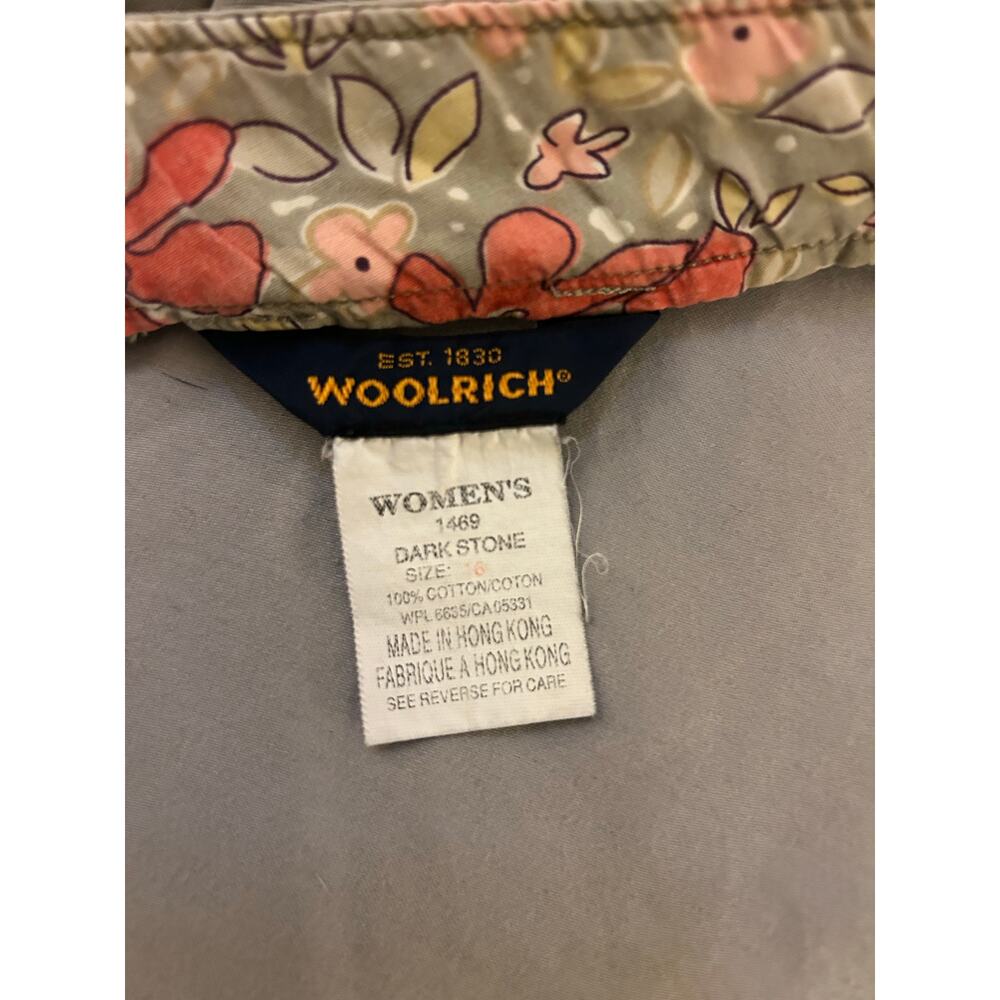 EST. 1830
WOOLRICH®
WOMEN'S
1469
DARK STONE
SIZE:
100% COTTON/COTON
WPL 6635/CA 05331
MADE IN HONG KONG
FABRIQUE A HONG KONG
SEE REVERSE FOR CARE